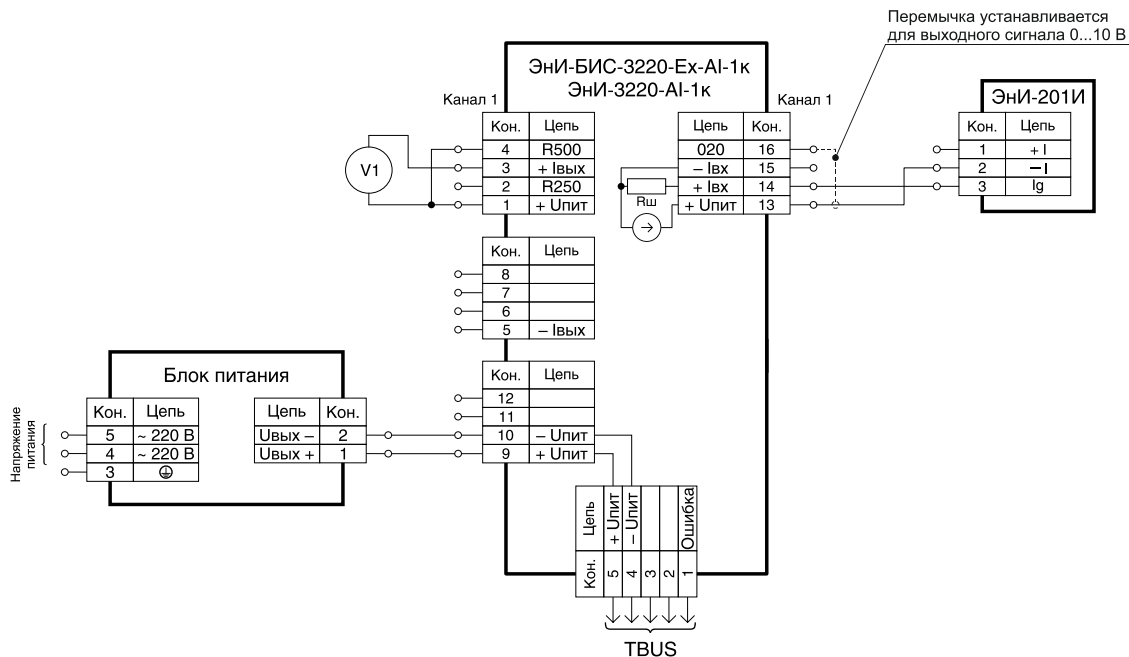 Перемычка устанавливается
для выходного сигнала 0...10 В
ЭнИ-БИС-3220-Ex-AI-1к
ЭнИ-3220-AI-1к
Канал 1
Канал 1
ЭнИ-201И
Кон. Цепь
4 R500
3 + Iвых
2 R250
1 + Uпит
V1
Цепь Кон.
020 16
– Iвх 15
+ Iвх 14
+ Uпит 13
Rш
Кон. Цепь
1 + I
2 – I
3 Ig
Кон. Цепь
8
7
6
5 – Iвых
Кон. Цепь
12
11
10 – Uпит
9 + Uпит
Блок питания
Напряжение
питания
Кон. Цепь
5 ~ 220 В
4 ~ 220 В
3
Цепь Кон.
Uвых – 2
Uвых + 1
Кон. Цепь
5 + Uпит
4 – Uпит
3
2
1 Ошибка
TBUS